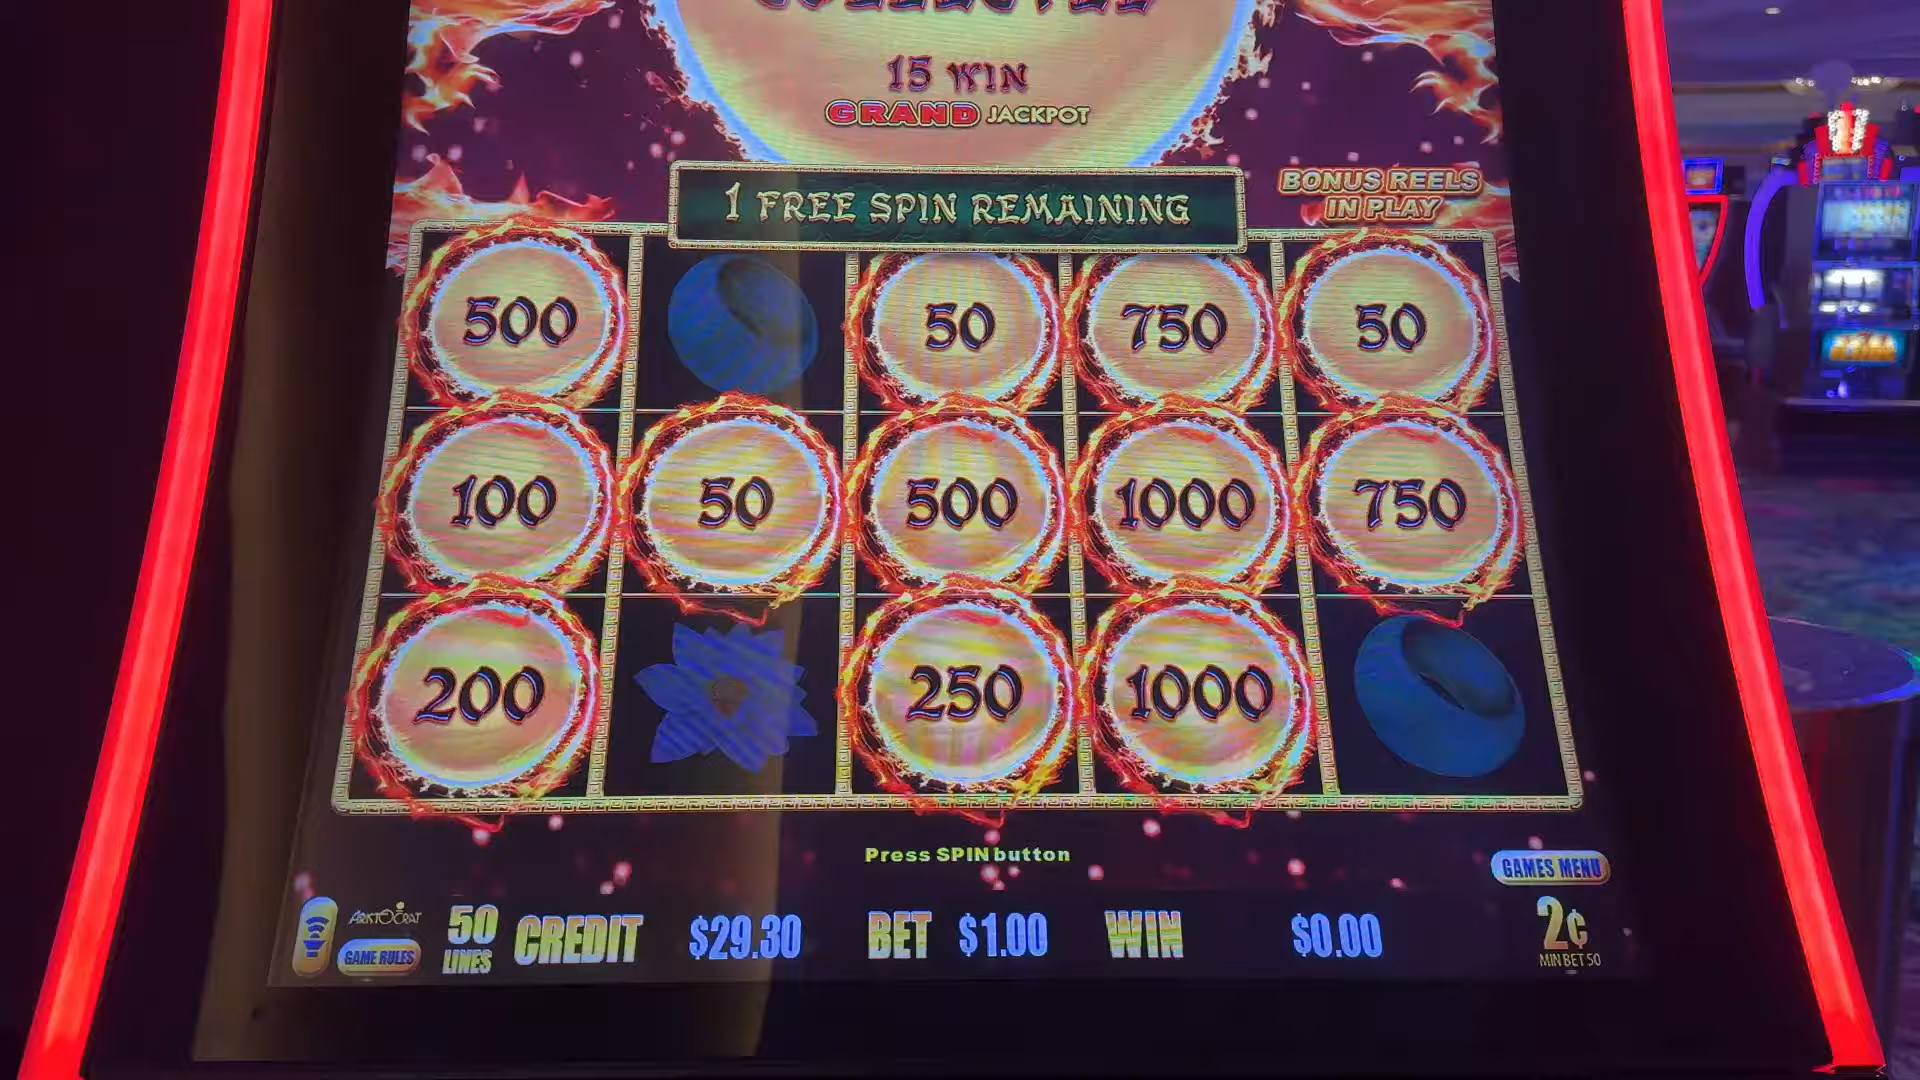 COLLECTED
15 WIN
GRAND JACKPOT
1 FREE SPIN REMAINING
BONUS REELS
IN PLAY
500
50
750
50
100
50
500
1000
750
200
250
1000
Press SPIN button
GAMES MENU
ARISTOCRAT
GAME RULES
50
LINES
CREDIT $29.30
BET $1.00
WIN $0.00
2¢
MIN BET 50